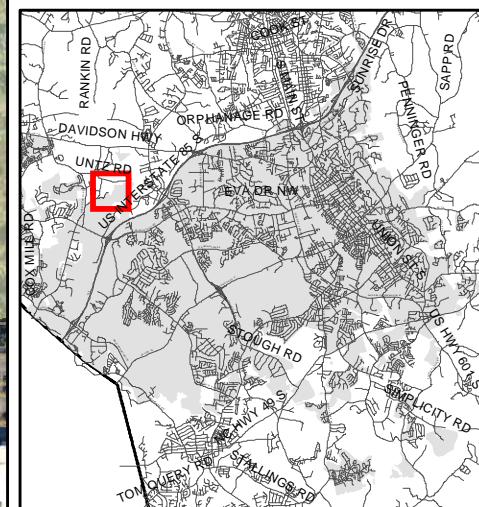 COOK ST
SUNRISE DR
SAPP RD
RANKIN RD
S MAIN ST
PENNINGER RD
ORPHANAGE RD
DAVIDSON HWY
UNTZ RD
US INTERSTATE 85 S
EVA DR NW
UNION ST S
COX MILL RD
US HWY 601 S
STOUGH RD
SIMPLICITY RD
NC HWY 49 S
STALLINGS RD
TOM QUERY RD